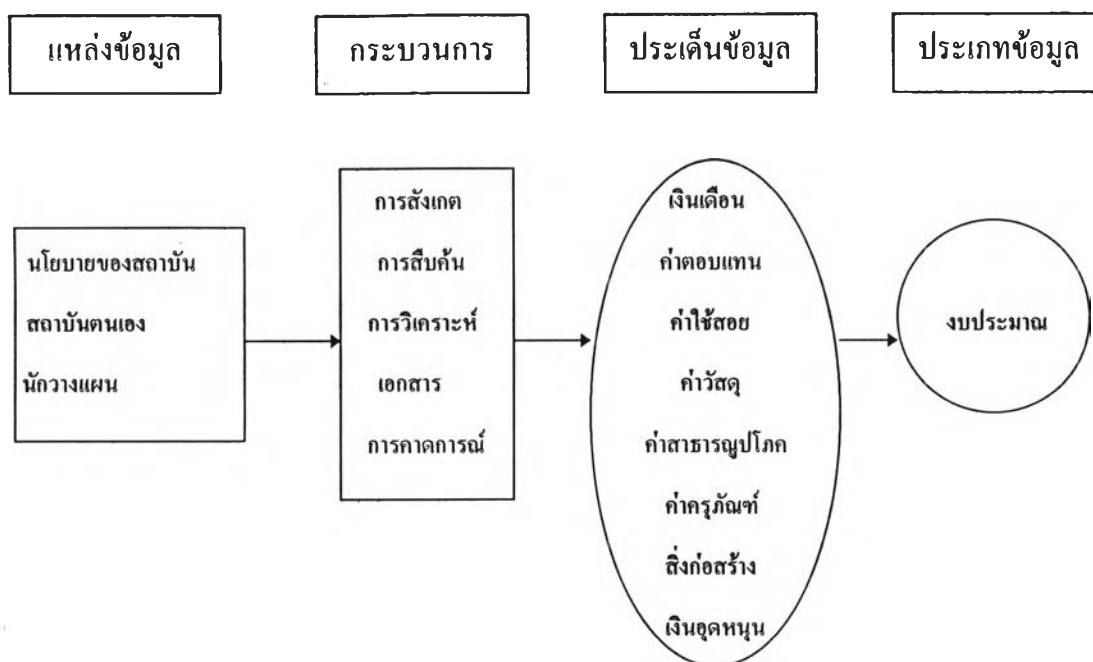 แหล่งข้อมูล
กระบวนการ
ประเด็นข้อมูล
ประเภทข้อมูล
นโยบายของสถาบัน
สถาบันตนเอง
นักวางแผน
การสังเกต
การสืบค้น
การวิเคราะห์
เอกสาร
การคาดการณ์
เงินเดือน
ค่าตอบแทน
ค่าใช้สอย
ค่าวัสดุ
ค่าสาธารณูปโภค
ค่าครุภัณฑ์
สิ่งก่อสร้าง
เงินอุดหนุน
งบประมาณ